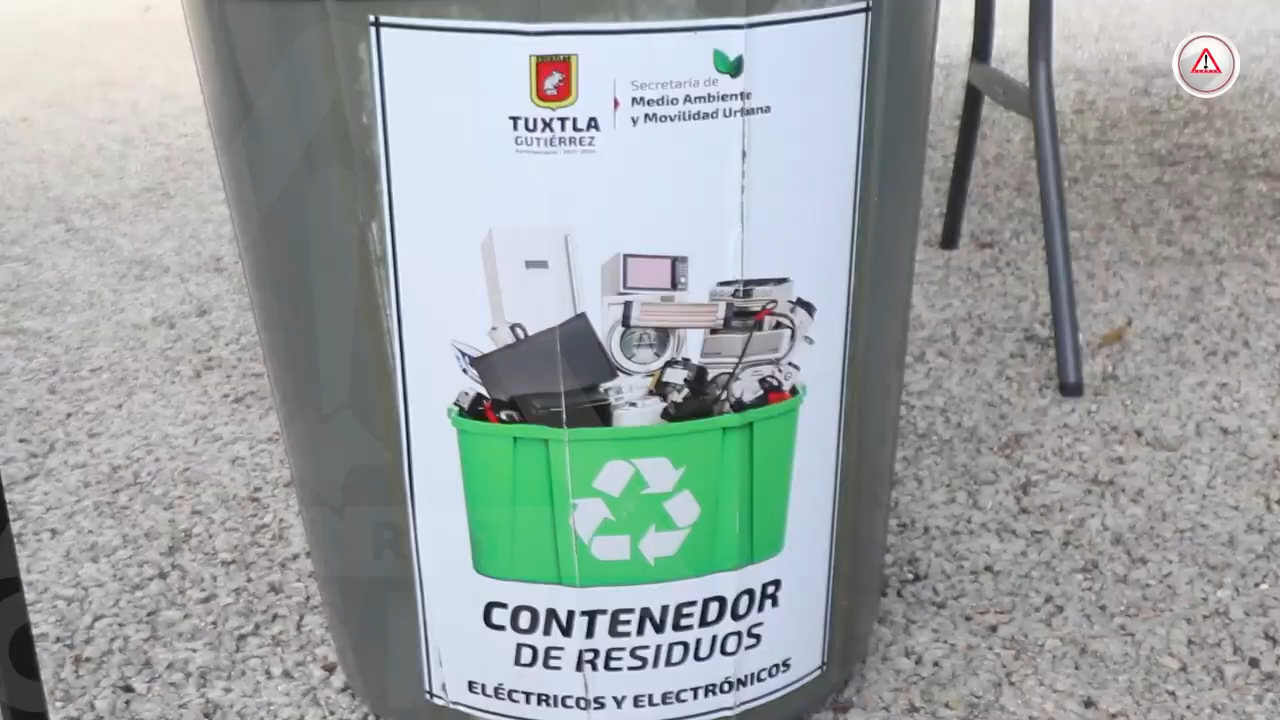 TUXTLA
GUTIÉRREZ
Secretaría de
Medio Ambiente
y Movilidad Urbana
CONTENEDOR
DE RESIDUOS
ELÉCTRICOS Y ELECTRÓNICOS